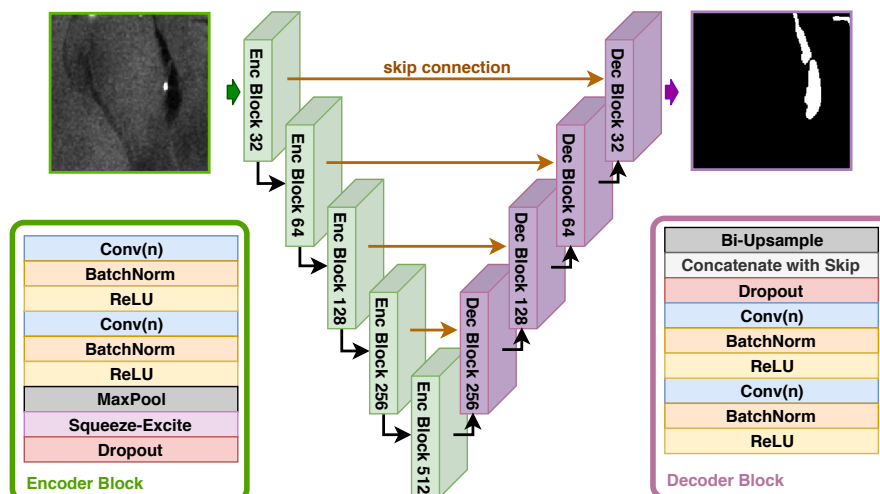 skip connection
Enc Block 32
Enc Block 64
Enc Block 128
Enc Block 256
Enc Block 512
Dec Block 256
Dec Block 128
Dec Block 64
Dec Block 32
Conv(n)
BatchNorm
ReLU
Conv(n)
BatchNorm
ReLU
MaxPool
Squeeze-Excite
Dropout
Encoder Block
Bi-Upsample
Concatenate with Skip
Dropout
Conv(n)
BatchNorm
ReLU
Conv(n)
BatchNorm
ReLU
Decoder Block